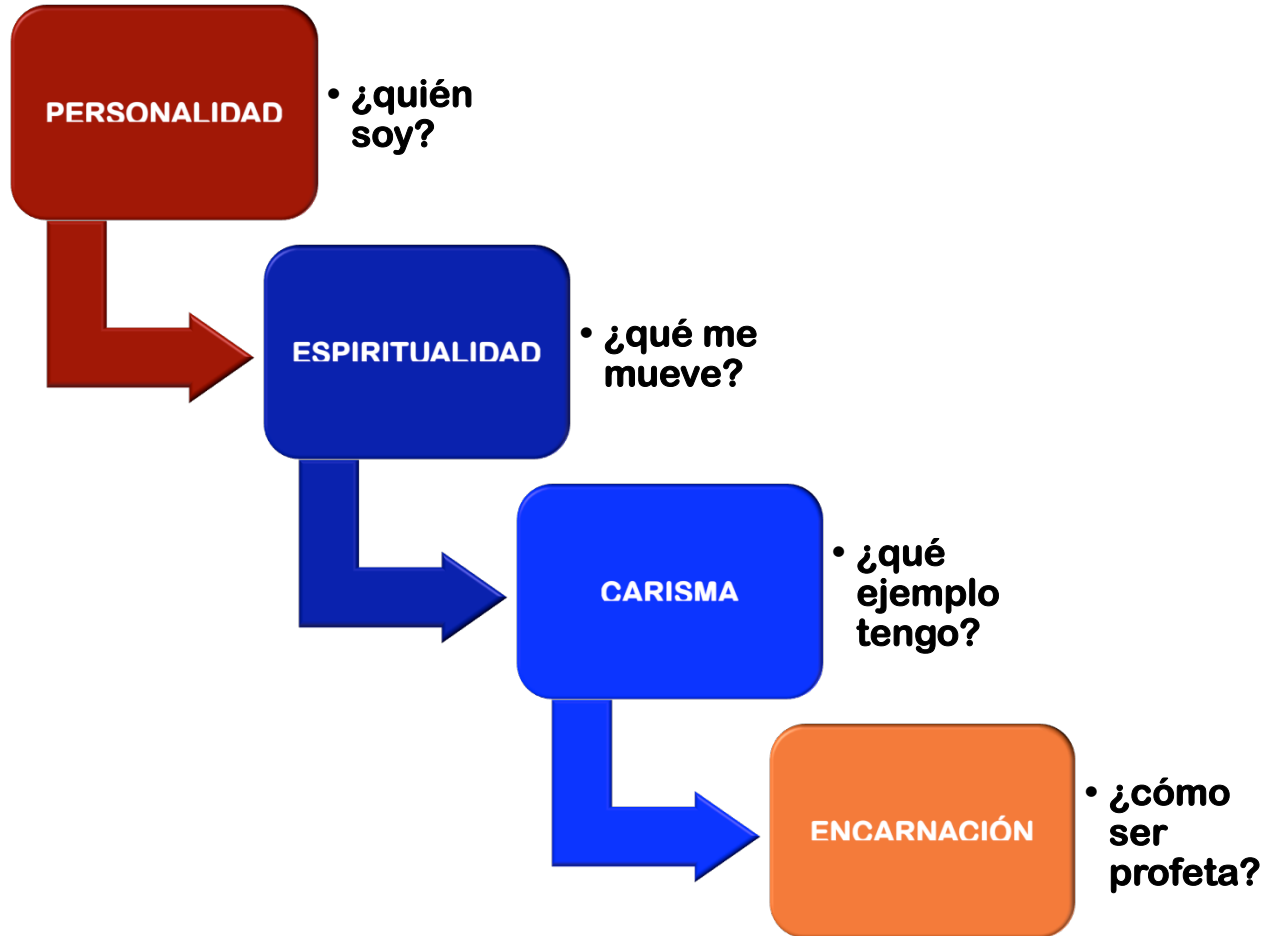 PERSONALIDAD
• ¿quién
soy?
ESPIRITUALIDAD
• ¿qué me
mueve?
CARISMA
• ¿qué
ejemplo
tengo?
ENCARNACIÓN
• ¿cómo
ser
profeta?